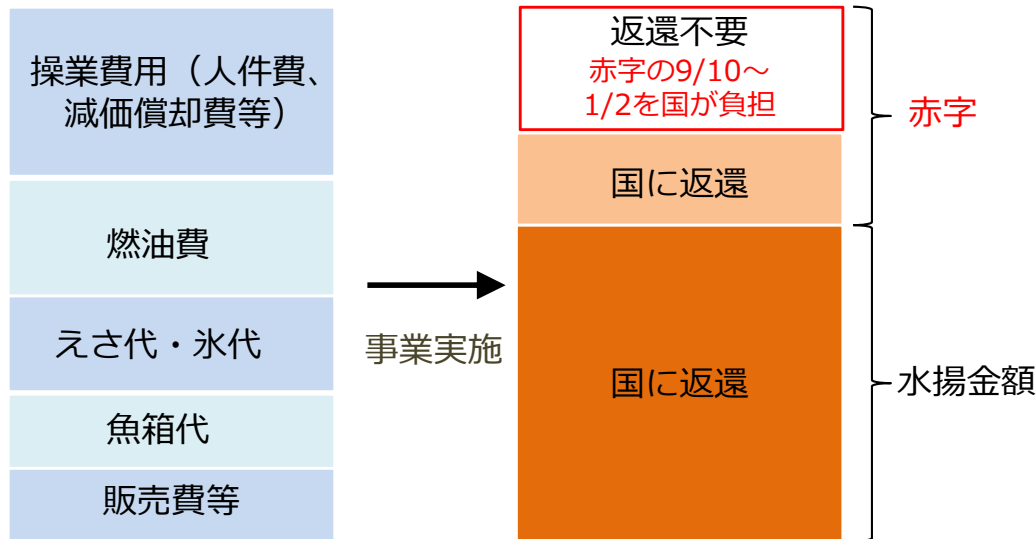 操業費用（人件費、
減価償却費等）
燃油費
えさ代・氷代
魚箱代
販売費等
事業実施
返還不要
赤字の9/10～
1/2を国が負担
国に返還
国に返還
赤字
水揚金額